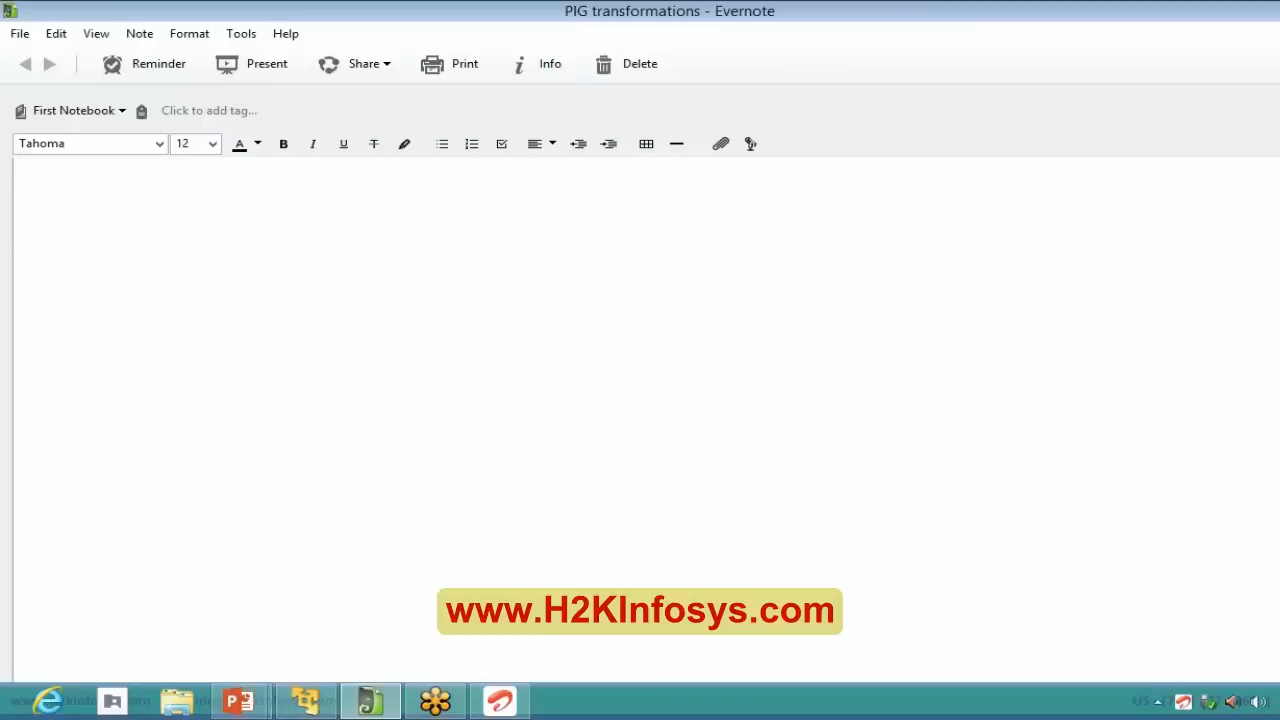 PIG transformations - Evernote
File Edit View Note Format Tools Help
Reminder Present Share Print Info Delete
First Notebook Click to add tag...
Tahoma 12 A B I U T
www.H2KInfosys.com